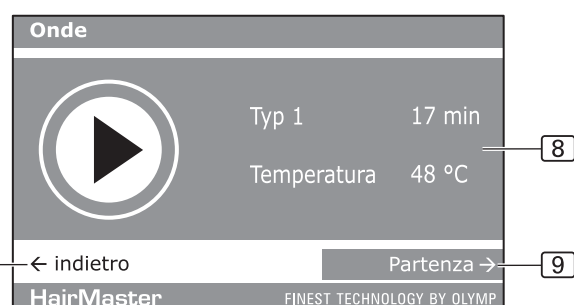 Onde
Typ 1 17 min
8
Temperatura 48 °C
← indietro Partenza → 9
HairMaster FINEST TECHNOLOGY BY OLYMP